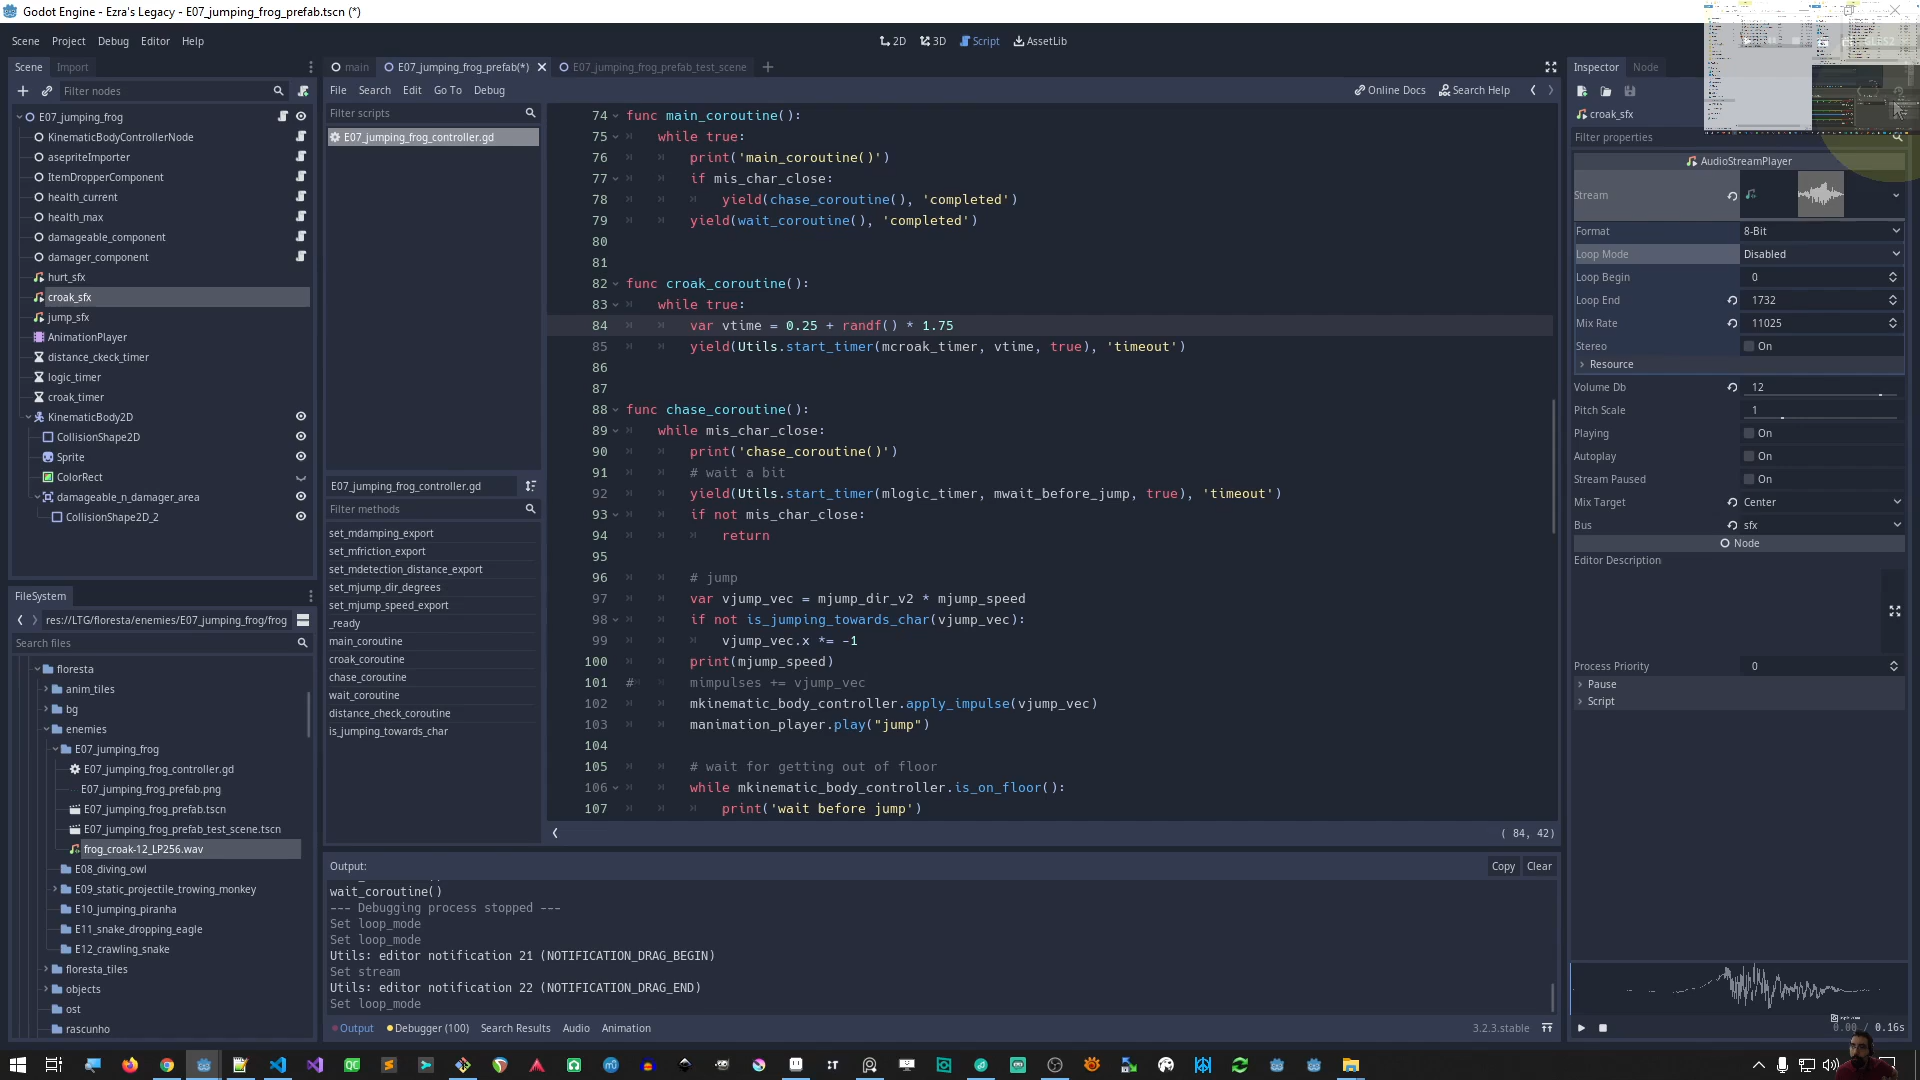 Godot Engine - Ezra's Legacy - E07_jumping_frog_prefab.tscn (*)
Scene Project Debug Editor Help
2D 3D Script AssetLib
Scene Import
Filter nodes
E07_jumping_frog
KinematicBodyControllerNode
asepriteImporter
ItemDropperComponent
health_current
health_max
damageable_component
damager_component
hurt_sfx
croak_sfx
jump_sfx
AnimationPlayer
distance_ckeck_timer
logic_timer
croak_timer
KinematicBody2D
CollisionShape2D
Sprite
ColorRect
damageable_n_damager_area
CollisionShape2D_2
FileSystem
res://LTG/floresta/enemies/E07_jumping_frog/frog
Search files
floresta
anim_tiles
bg
enemies
E07_jumping_frog
E07_jumping_frog_controller.gd
E07_jumping_frog_prefab.png
E07_jumping_frog_prefab.tscn
E07_jumping_frog_prefab_test_scene.tscn
frog_croak-12_LP256.wav
E08_diving_owl
E09_static_projectile_trowing_monkey
E10_jumping_piranha
E11_snake_dropping_eagle
E12_crawling_snake
floresta_tiles
objects
ost
rascunho
main E07_jumping_frog_prefab(*) E07_jumping_frog_prefab_test_scene
File Search Edit Go To Debug
Online Docs Search Help
Filter scripts
E07_jumping_frog_controller.gd
E07_jumping_frog_controller.gd
Filter methods
set_mdamping_export
set_mfriction_export
set_mdetection_distance_export
set_mjump_dir_degrees
set_mjump_speed_export
_ready
main_coroutine
croak_coroutine
chase_coroutine
wait_coroutine
distance_check_coroutine
is_jumping_towards_char
74 func main_coroutine():
75 while true:
76 print('main_coroutine()')
77 if mis_char_close:
78 yield(chase_coroutine(), 'completed')
79 yield(wait_coroutine(), 'completed')
80
81
82 func croak_coroutine():
83 while true:
84 var vtime = 0.25 + randf() * 1.75
85 yield(Utils.start_timer(mcroak_timer, vtime, true), 'timeout')
86
87
88 func chase_coroutine():
89 while mis_char_close:
90 print('chase_coroutine()')
91 # wait a bit
92 yield(Utils.start_timer(mlogic_timer, mwait_before_jump, true), 'timeout')
93 if not mis_char_close:
94 return
95
96 # jump
97 var vjump_vec = mjump_dir_v2 * mjump_speed
98 if not is_jumping_towards_char(vjump_vec):
99 vjump_vec.x *= -1
100 print(mjump_speed)
101 # mimpulses += vjump_vec
102 mkinematic_body_controller.apply_impulse(vjump_vec)
103 manimation_player.play("jump")
104
105 # wait for getting out of floor
106 while mkinematic_body_controller.is_on_floor():
107 print('wait before jump')
( 84, 42)
Output:
Copy Clear
wait_coroutine()
--- Debugging process stopped ---
Set loop_mode
Set loop_mode
Utils: editor notification 21 (NOTIFICATION_DRAG_BEGIN)
Set stream
Utils: editor notification 22 (NOTIFICATION_DRAG_END)
Set loop_mode
Output Debugger (100) Search Results Audio Animation
3.2.3.stable
Inspector Node
croak_sfx
Filter properties
AudioStreamPlayer
Stream
Format 8-Bit
Loop Mode Disabled
Loop Begin 0
Loop End 1732
Mix Rate 11025
Stereo On
Resource
Volume Db 12
Pitch Scale 1
Playing On
Autoplay On
Stream Paused On
Mix Target Center
Bus sfx
Node
Editor Description
Process Priority 0
Pause
Script
0.00 / 0.16s